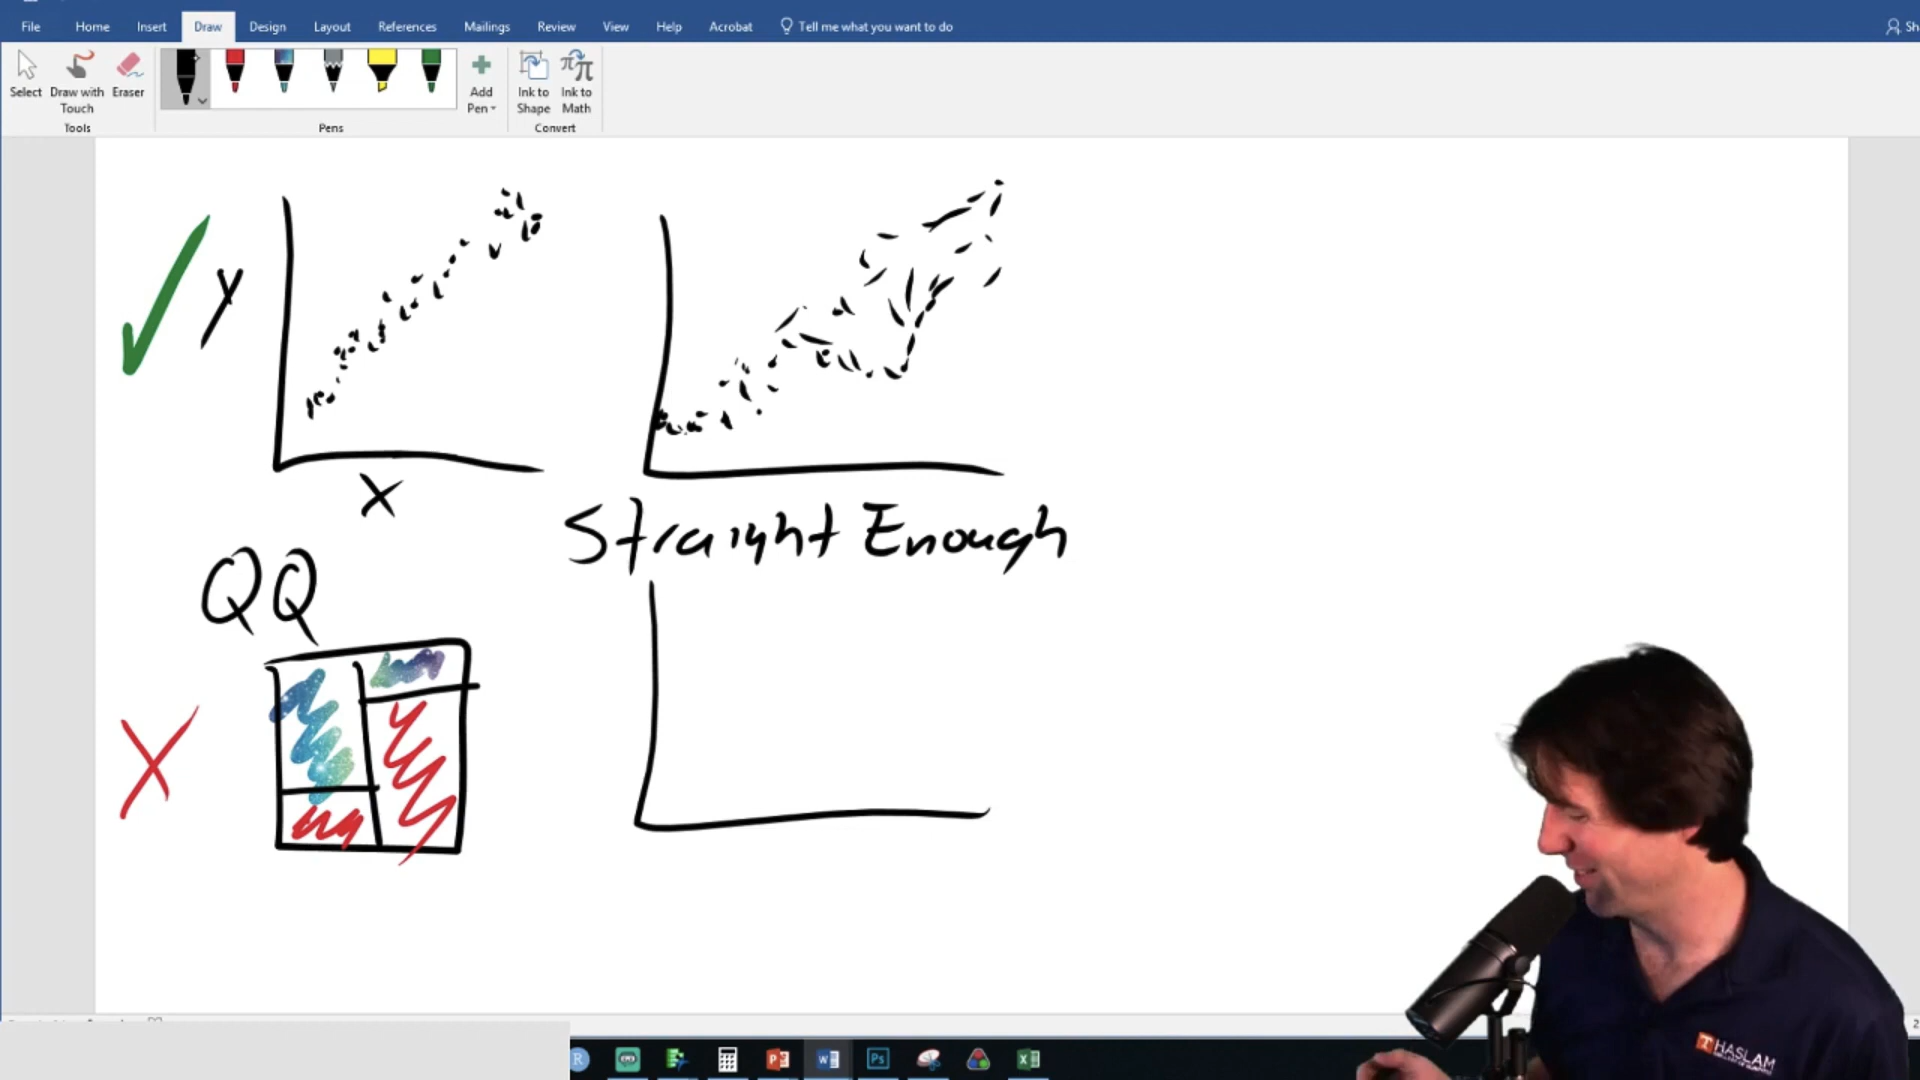 File Home Insert Draw Design Layout References Mailings Review View Help Acrobat Tell me what you want to do Sh
Select Draw with Touch Eraser Add Pen Ink to Shape Ink to Math
Tools Pens Convert
y
X
Straight Enough
QQ
X
R P W Ps X
T HASLAM